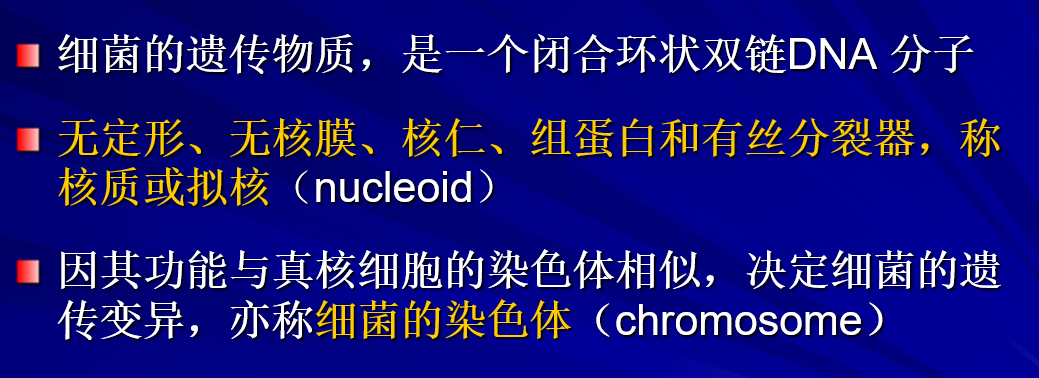 细菌的遗传物质，是一个闭合环状双链DNA 分子
无定形、无核膜、核仁、组蛋白和有丝分裂器，称
核质或拟核（nucleoid）
因其功能与真核细胞的染色体相似，决定细菌的遗
传变异，亦称细菌的染色体（chromosome）